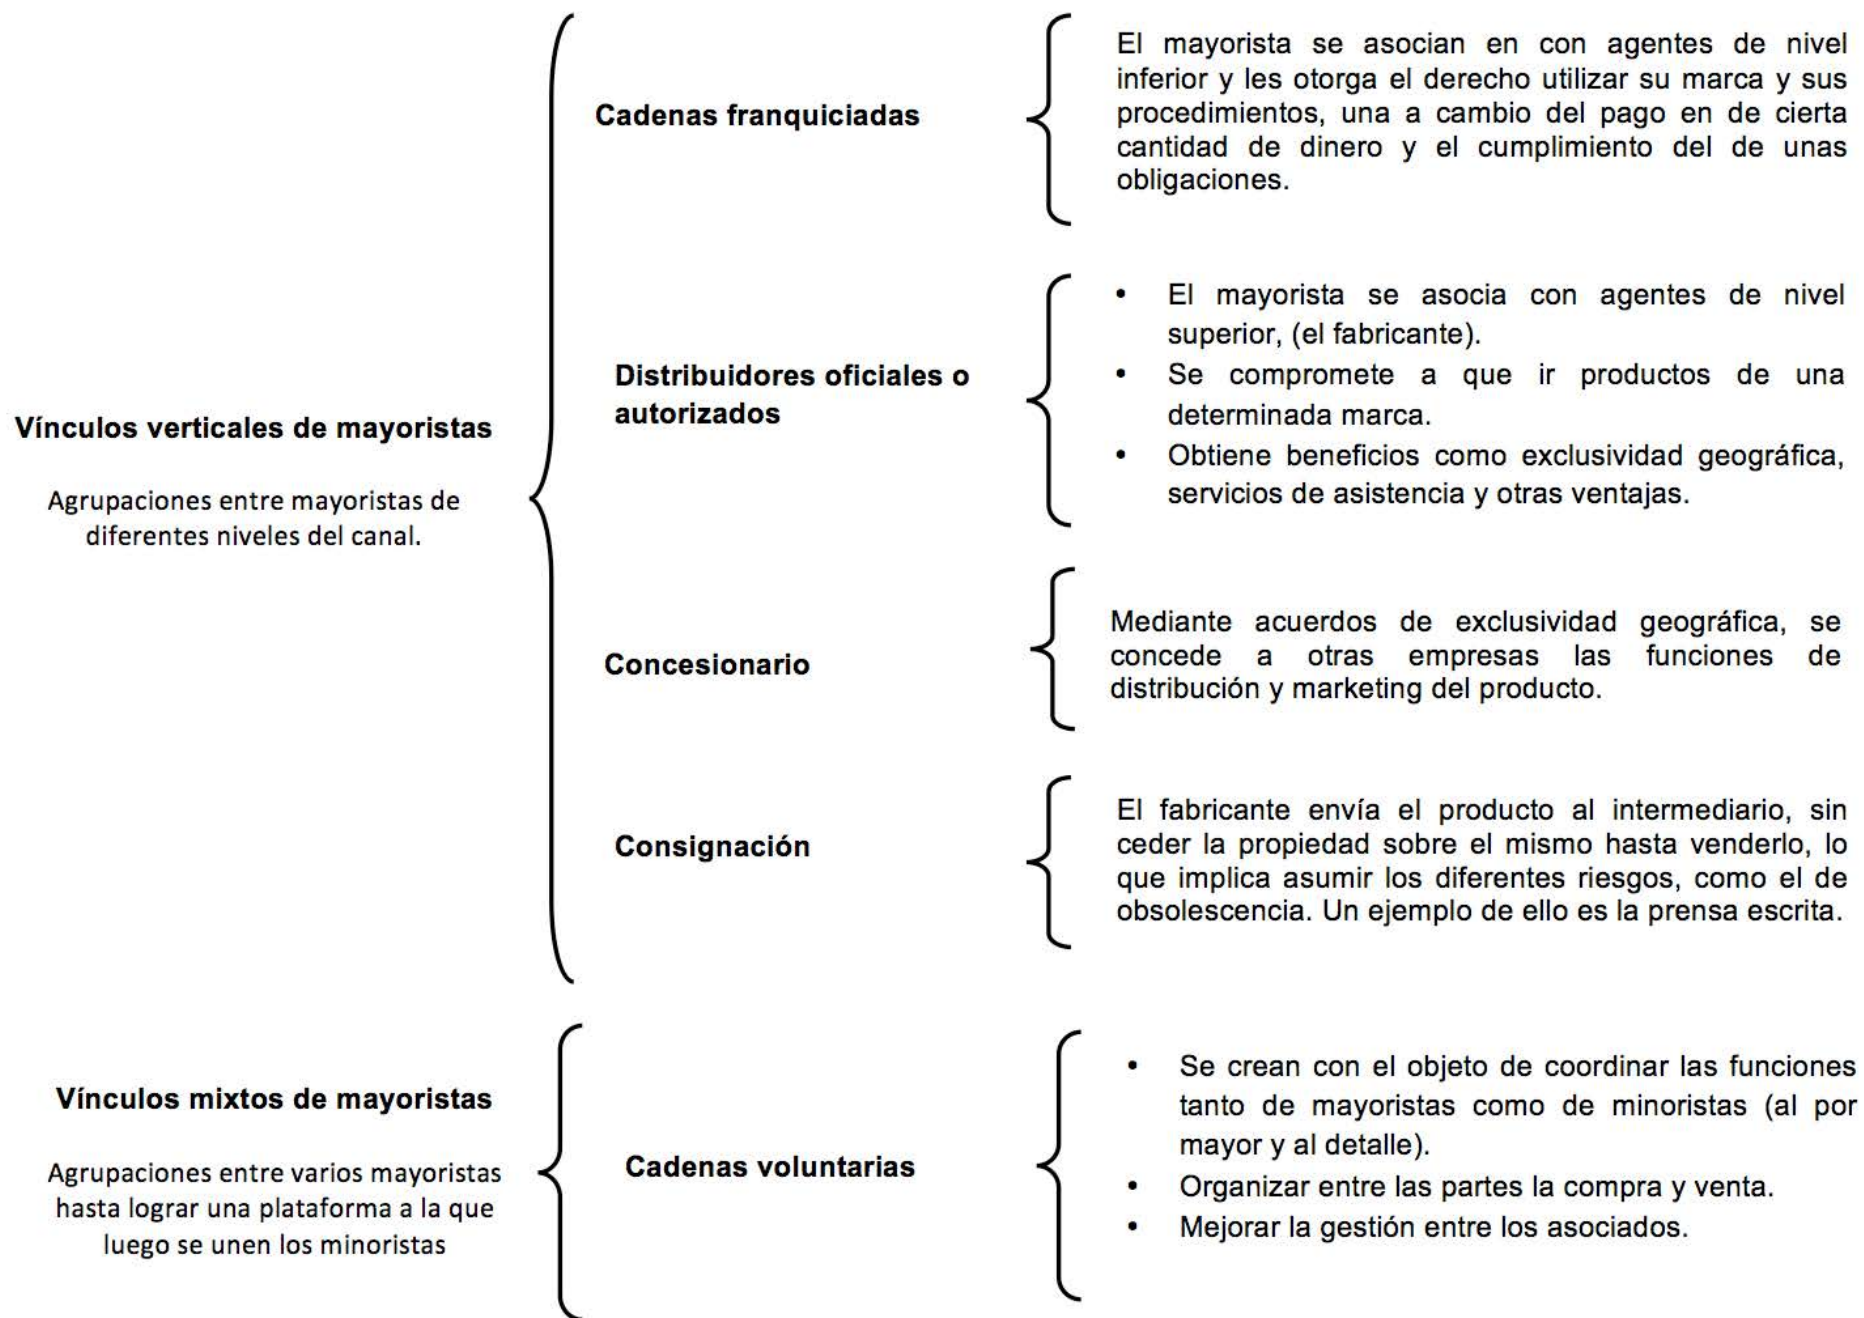 Vínculos verticales de mayoristas
Agrupaciones entre mayoristas de
diferentes niveles del canal.
Cadenas franquiciadas
El mayorista se asocian en con agentes de nivel
inferior y les otorga el derecho utilizar su marca y sus
procedimientos, una a cambio del pago en de cierta
cantidad de dinero y el cumplimiento del de unas
obligaciones.
Distribuidores oficiales o
autorizados
• El mayorista se asocia con agentes de nivel
superior, (el fabricante).
• Se compromete a que ir productos de una
determinada marca.
• Obtiene beneficios como exclusividad geográfica,
servicios de asistencia y otras ventajas.
Concesionario
Mediante acuerdos de exclusividad geográfica, se
concede a otras empresas las funciones de
distribución y marketing del producto.
Consignación
El fabricante envía el producto al intermediario, sin
ceder la propiedad sobre el mismo hasta venderlo, lo
que implica asumir los diferentes riesgos, como el de
obsolescencia. Un ejemplo de ello es la prensa escrita.
Vínculos mixtos de mayoristas
Agrupaciones entre varios mayoristas
hasta lograr una plataforma a la que
luego se unen los minoristas
Cadenas voluntarias
• Se crean con el objeto de coordinar las funciones
tanto de mayoristas como de minoristas (al por
mayor y al detalle).
• Organizar entre las partes la compra y venta.
• Mejorar la gestión entre los asociados.